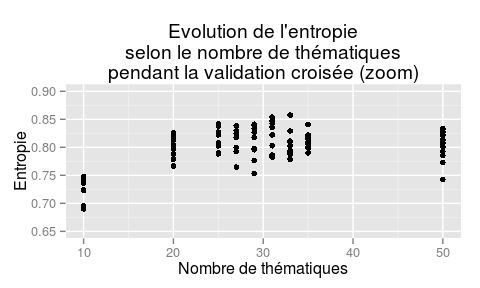 Evolution de l'entropie
selon le nombre de thématiques
pendant la validation croisée (zoom)
Entropie
0.90
0.85
0.80
0.75
0.70
0.65
10 20 30 40 50
Nombre de thématiques